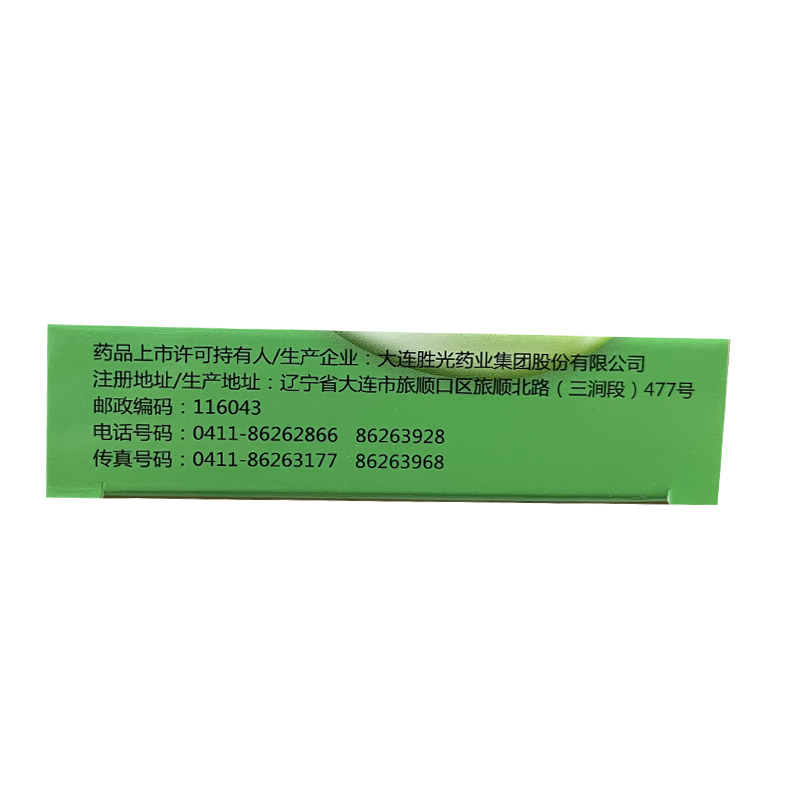 药品上市许可持有人/生产企业：大连胜光药业集团股份有限公司
注册地址/生产地址：辽宁省大连市旅顺口区旅顺北路（三涧段）477号
邮政编码：116043
电话号码：0411-86262866 86263928
传真号码：0411-86263177 86263968